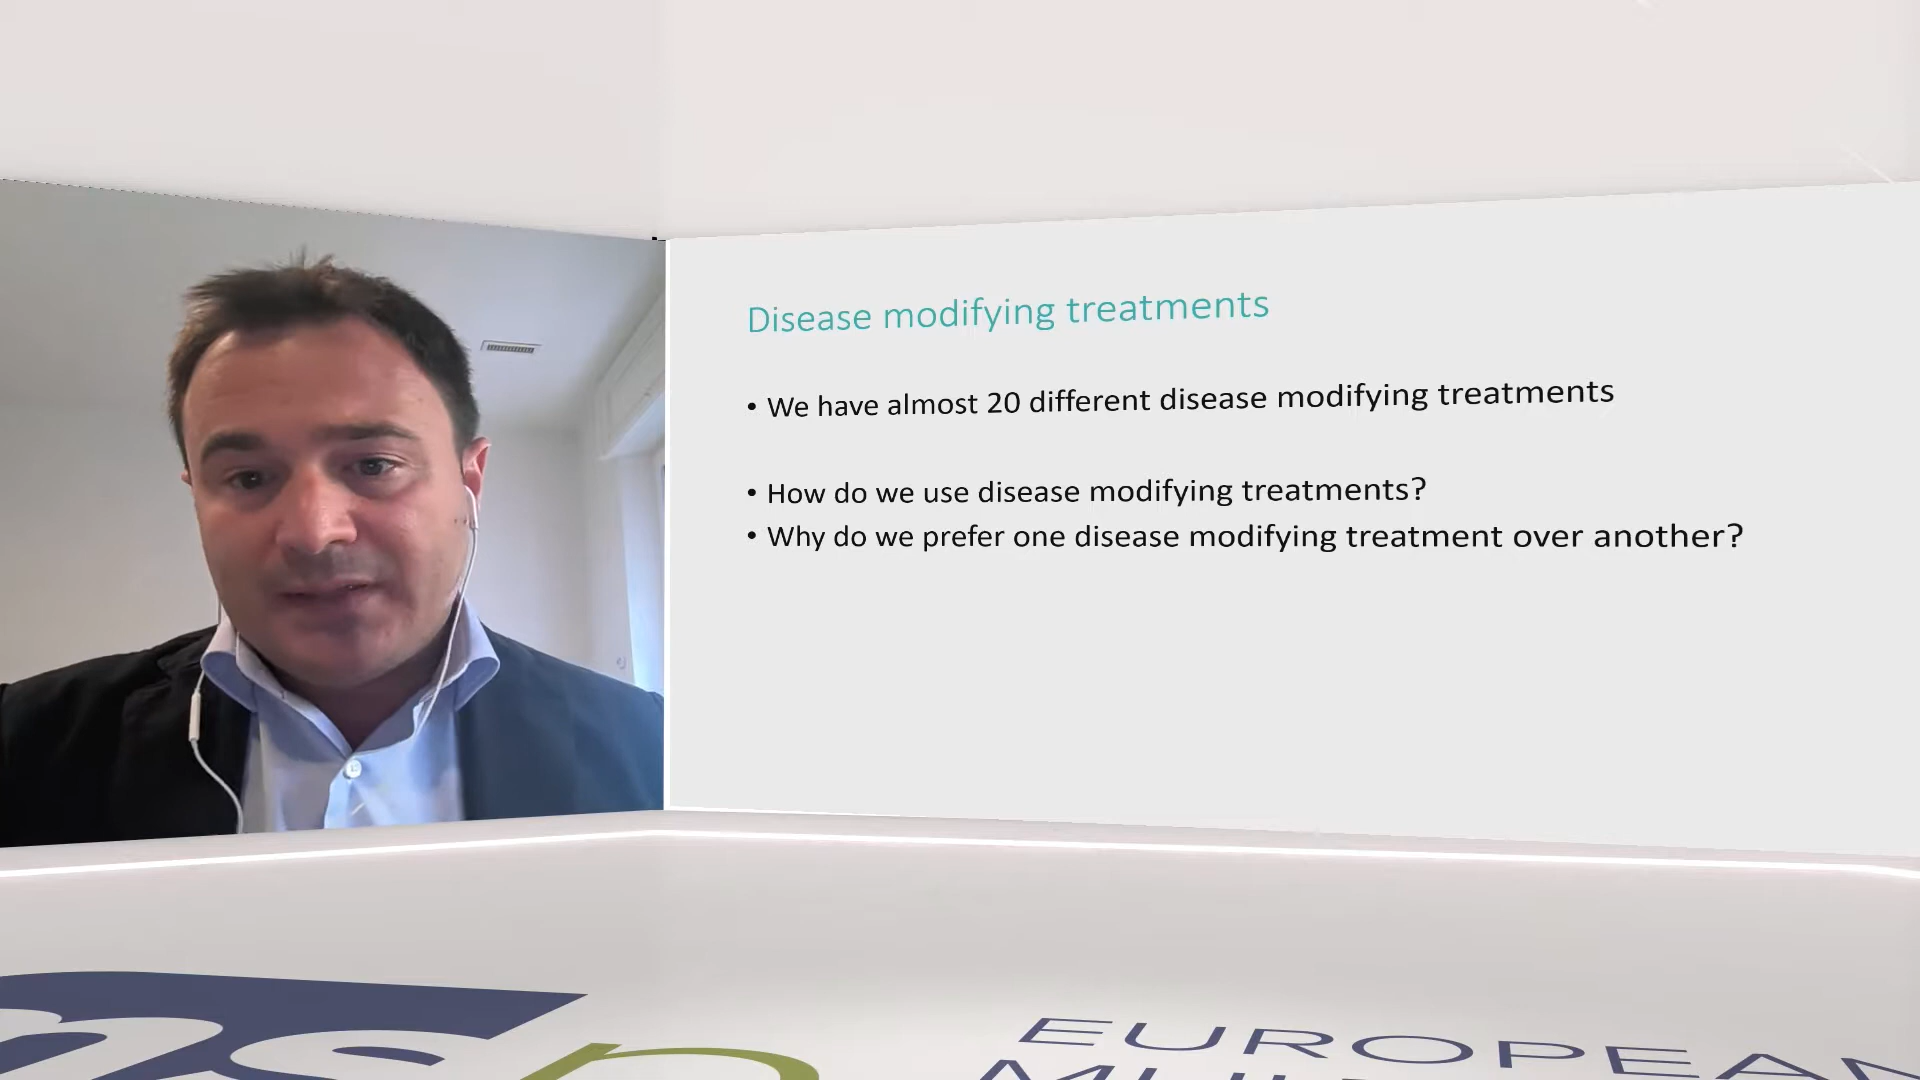 Disease modifying treatments
• We have almost 20 different disease modifying treatments
• How do we use disease modifying treatments?
• Why do we prefer one disease modifying treatment over another?
EUROPEAN